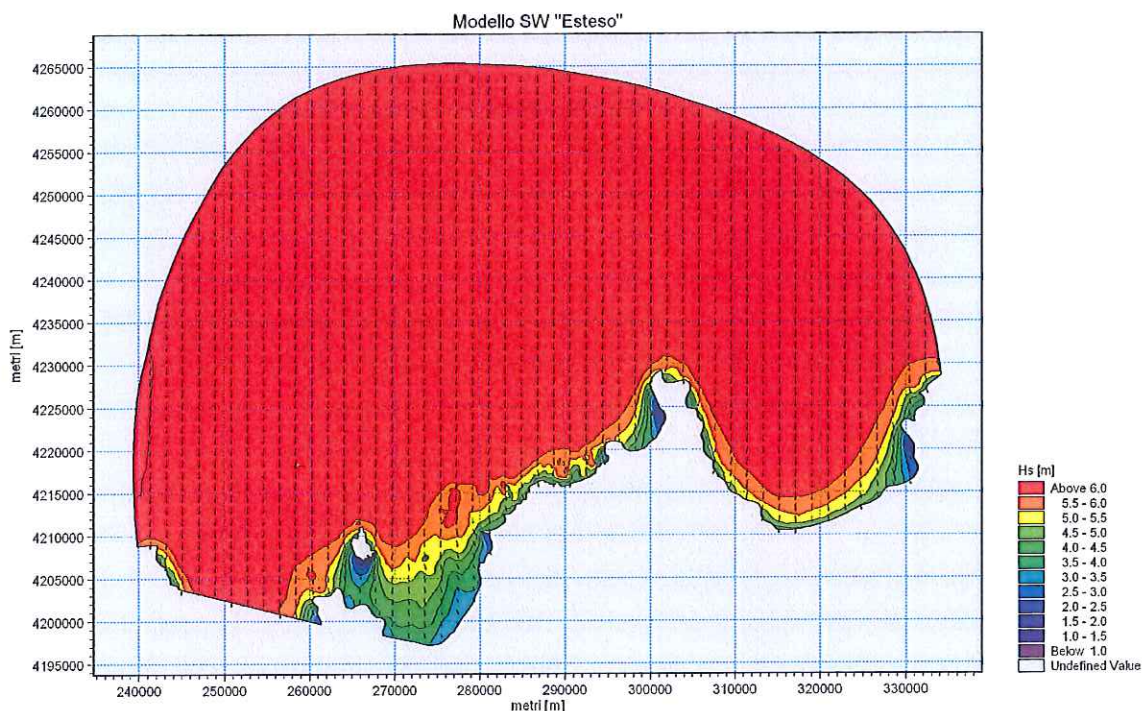 Modello SW "Esteso"
4265000
4260000
4255000
4250000
4245000
4240000
4235000
4230000
4225000
4220000
4215000
4210000
4205000
4200000
4195000
metri [m]
240000 250000 260000 270000 280000 290000 300000 310000 320000 330000
metri [m]
Hs [m]
Above 6.0
5.5 - 6.0
5.0 - 5.5
4.5 - 5.0
4.0 - 4.5
3.5 - 4.0
3.0 - 3.5
2.5 - 3.0
2.0 - 2.5
1.5 - 2.0
1.0 - 1.5
Below 1.0
Undefined Value